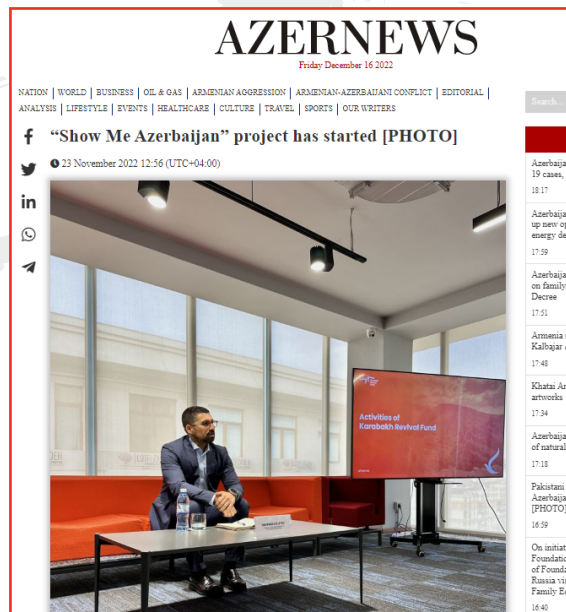 AZERNEWS
Friday December 16 2022
NATION | WORLD | BUSINESS | OIL & GAS | ARMENIAN AGGRESSION | ARMENIAN-AZERBAIJANI CONFLICT | EDITORIAL |
ANALYSIS | LIFESTYLE | EVENTS | HEALTHCARE | CULTURE | TRAVEL | SPORTS | OUR WRITERS
Search...
“Show Me Azerbaijan” project has started [PHOTO]
23 November 2022 12:56 (UTC+04:00)
Activities of
Karabakh Revival Fund
Azerbaija
19 cases,
18:17
Azerbaija
up new op
energy de
17:59
Azerbaija
on family
Decree
17:51
Armenia
Kalbajar
17:48
Khatai Ar
artworks
17:34
Azerbaija
of natural
17:18
Pakistani
Azerbaija
[PHOTO]
16:59
On initiat
Foundatio
of Founda
Russia vi
Family E
16:40